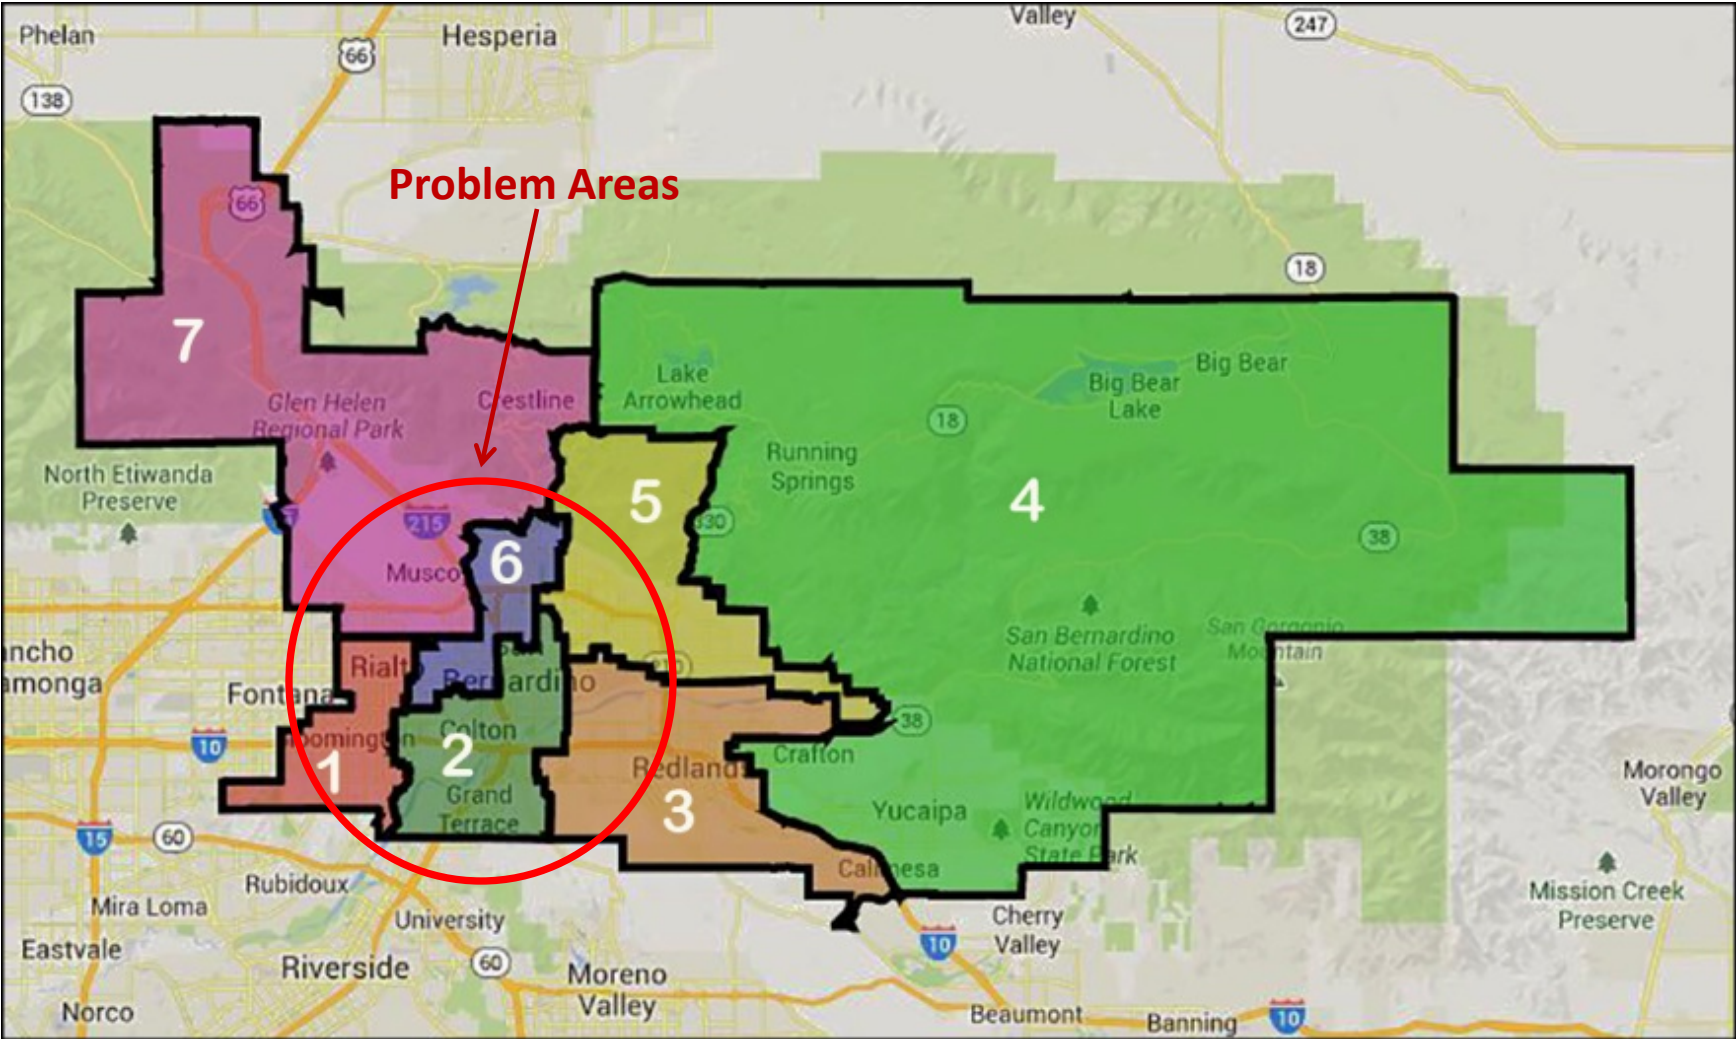 Phelan
Hesperia
Valley
247
66
138
Problem Areas
66
18
7
Lake
Arrowhead
Big Bear
Big Bear
Lake
Glen Helen
Regional Park
Crestline
18
North Etiwanda
Preserve
Running
Springs
5
4
215
330
38
6
Musco
San Bernardino
National Forest
San Gorgonio
Mountain
ncho
amonga
Fontana
Rialt
San
Bernardino
210
38
10
Bloomington
Colton
1
2
Grand
Terrace
Redlands
3
Crafton
Yucaipa
Wildwood
Canyon
State Park
Morongo
Valley
15
60
Calimesa
Mission Creek
Preserve
Rubidoux
Mira Loma
University
Cherry
Valley
10
Eastvale
Riverside
60
Moreno
Valley
Norco
Beaumont
Banning
10